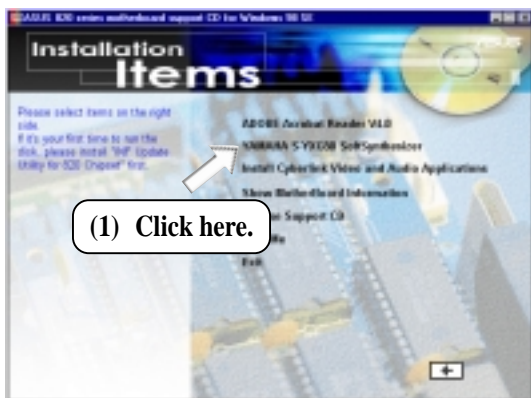 ASUS 820 series motherboard support CD for Windows 98 SE
Installation
Items
Please select items on the right
side.
If it's your first time to run the
disk, please install "INF Update
Utility for 820 Chipset" first.
ADOBE Acrobat Reader V4.0
YAMAHA S-YXG50 SoftSynthesizer
Install Cyberlink Video and Audio Applications
Show Motherboard Information
Support CD
Exit
(1) Click here.